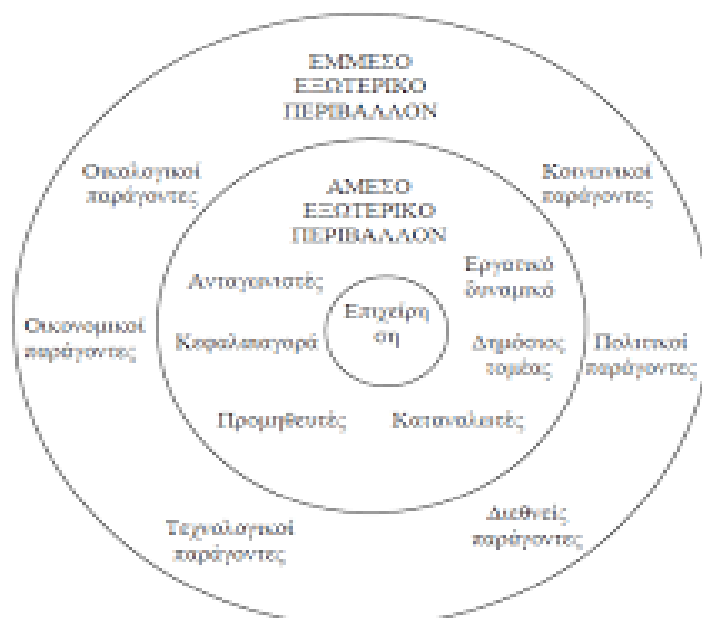 ΕΜΜΕΣΟ
ΕΞΩΤΕΡΙΚΟ
ΠΕΡΙΒΑΛΛΟΝ
Οικολογικοί
παράγοντες
Κοινωνικοί
παράγοντες
ΑΜΕΣΟ
ΕΞΩΤΕΡΙΚΟ
ΠΕΡΙΒΑΛΛΟΝ
Ανταγωνιστές
Εργατικό
δυναμικό
Επιχείρη
ση
Οικονομικοί
παράγοντες
Κεφαλαιαγορά
Δημόσιος
τομέας
Πολιτικοί
παράγοντες
Προμηθευτές
Καταναλωτές
Τεχνολογικοί
παράγοντες
Διεθνείς
παράγοντες